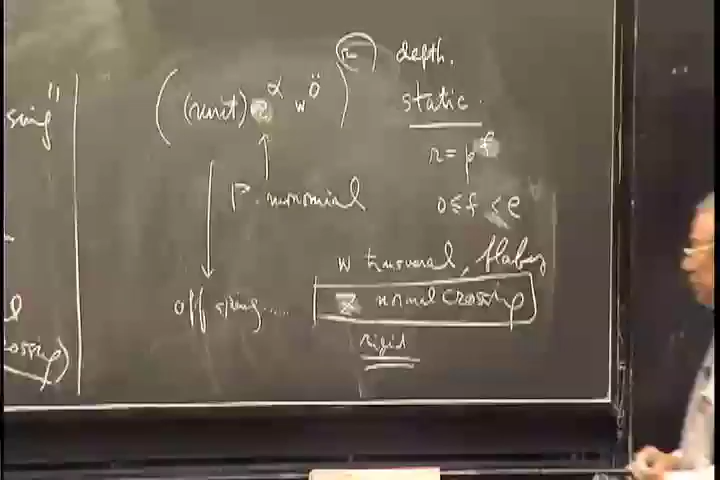 sing"
depth.
(unit) α w
static.
r = p^f
P. monomial
0 ≤ f < e
w transversal, flabby
off spring.....
normal crossing
crossing)
rigid